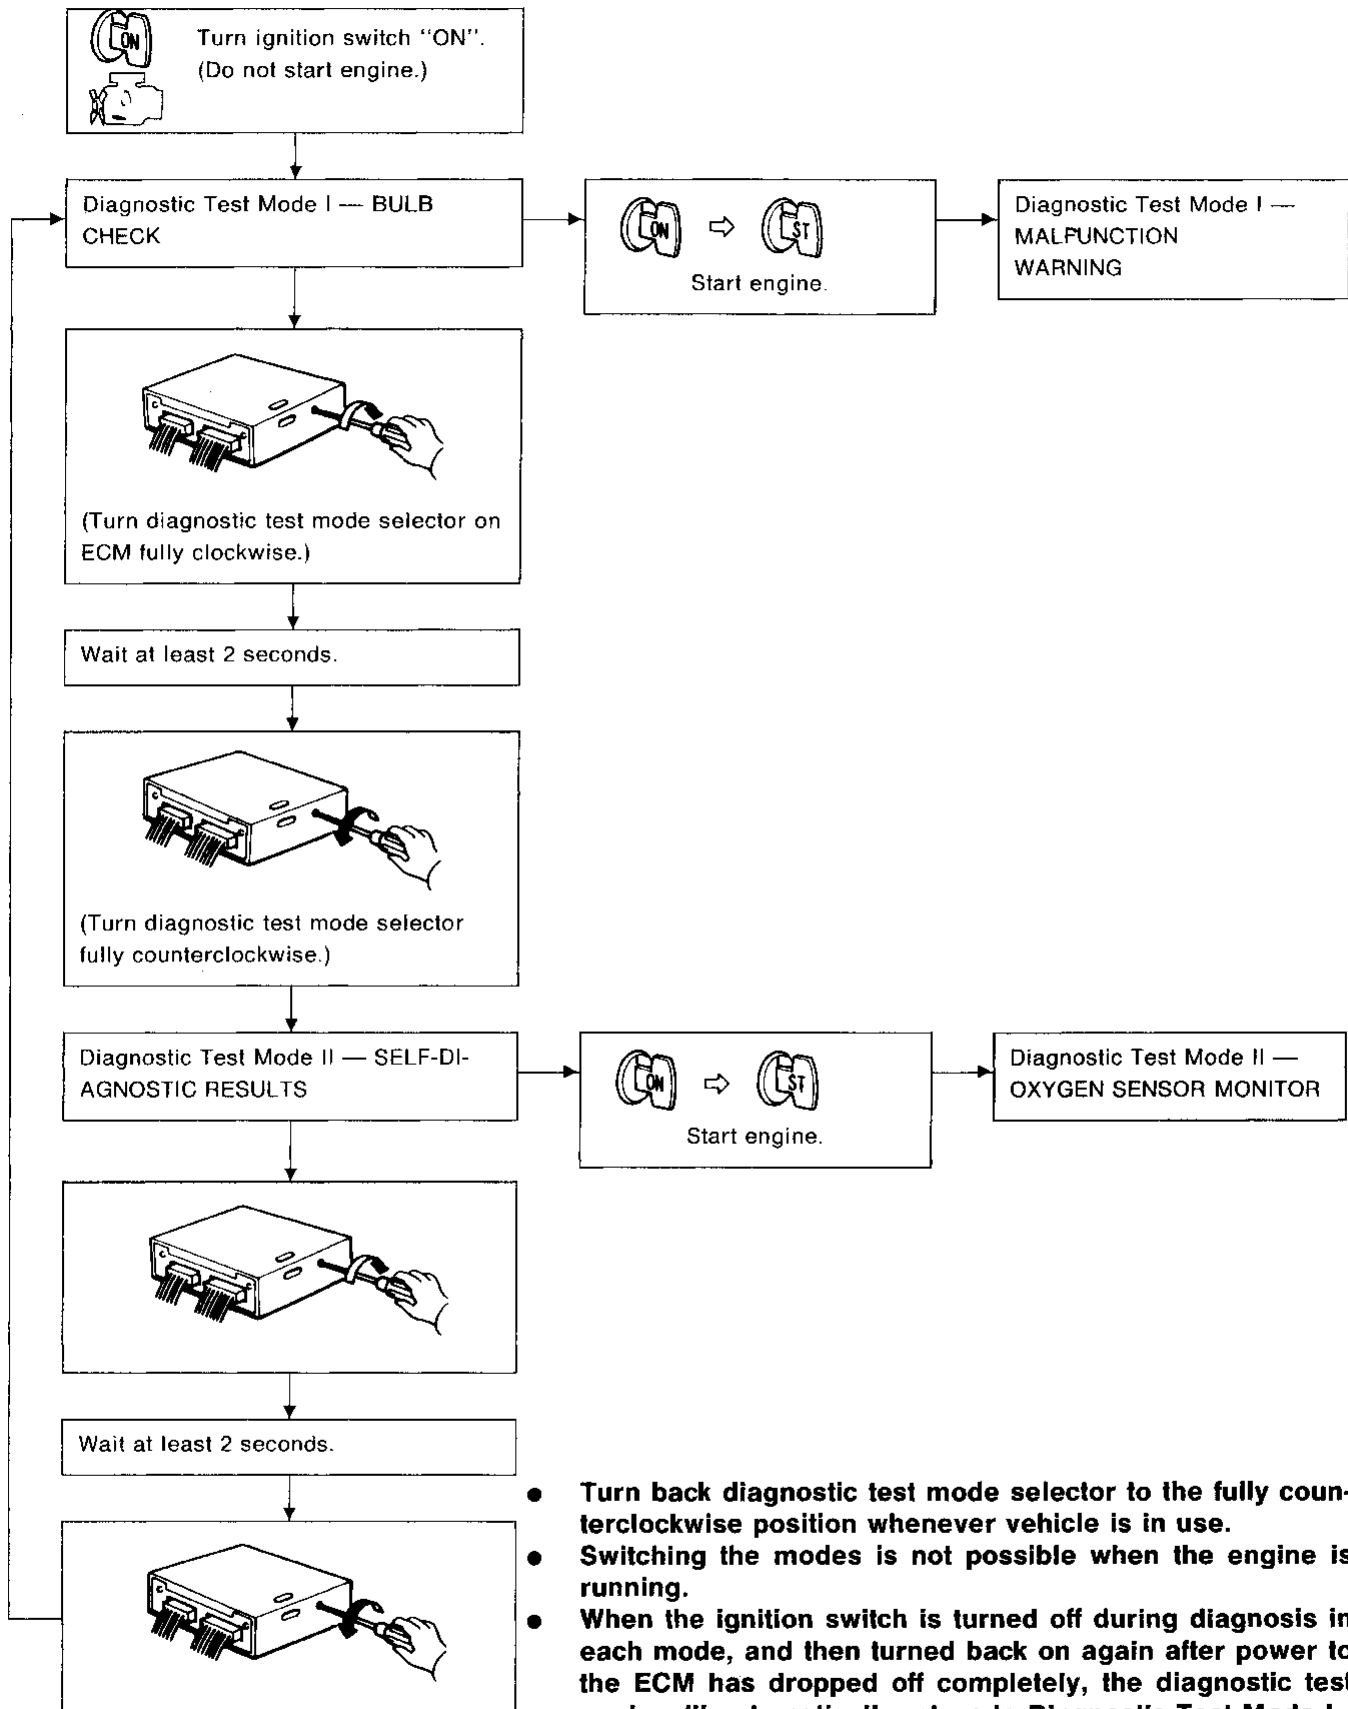 ON
Turn ignition switch “ON”.
(Do not start engine.)
Diagnostic Test Mode I — BULB
CHECK
ON
ST
Start engine.
Diagnostic Test Mode I —
MALFUNCTION
WARNING
(Turn diagnostic test mode selector on
ECM fully clockwise.)
Wait at least 2 seconds.
(Turn diagnostic test mode selector
fully counterclockwise.)
Diagnostic Test Mode II — SELF-DI-
AGNOSTIC RESULTS
ON
ST
Start engine.
Diagnostic Test Mode II —
OXYGEN SENSOR MONITOR
Wait at least 2 seconds.
● Turn back diagnostic test mode selector to the fully coun-
terclockwise position whenever vehicle is in use.
● Switching the modes is not possible when the engine is
running.
● When the ignition switch is turned off during diagnosis in
each mode, and then turned back on again after power to
the ECM has dropped off completely, the diagnostic test